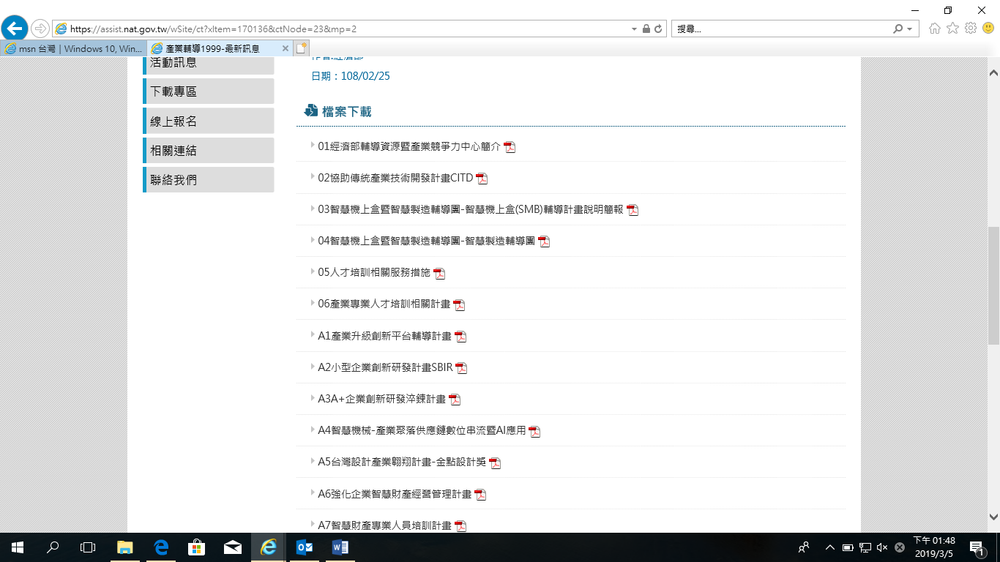 https://assist.nat.gov.tw/wSite/ct?xItem=170136&ctNode=23&mp=2
搜尋...
msn 台灣 | Windows 10, Win...
產業輔導1999-最新訊息
活動訊息
下載專區
線上報名
相關連結
聯絡我們
日期：108/02/25
檔案下載
01經濟部輔導資源暨產業競爭力中心簡介
02協助傳統產業技術開發計畫CITD
03智慧機上盒暨智慧製造輔導團-智慧機上盒(SMB)輔導計畫說明簡報
04智慧機上盒暨智慧製造輔導團-智慧製造輔導團
05人才培訓相關服務措施
06產業專業人才培訓相關計畫
A1產業升級創新平台輔導計畫
A2小型企業創新研發計畫SBIR
A3A+企業創新研發淬鍊計畫
A4智慧機械-產業聚落供應鏈數位串流暨AI應用
A5台灣設計產業翱翔計畫-金點設計獎
A6強化企業智慧財產經營管理計畫
A7智慧財產專業人員培訓計畫
下午 01:48
2019/3/5
1